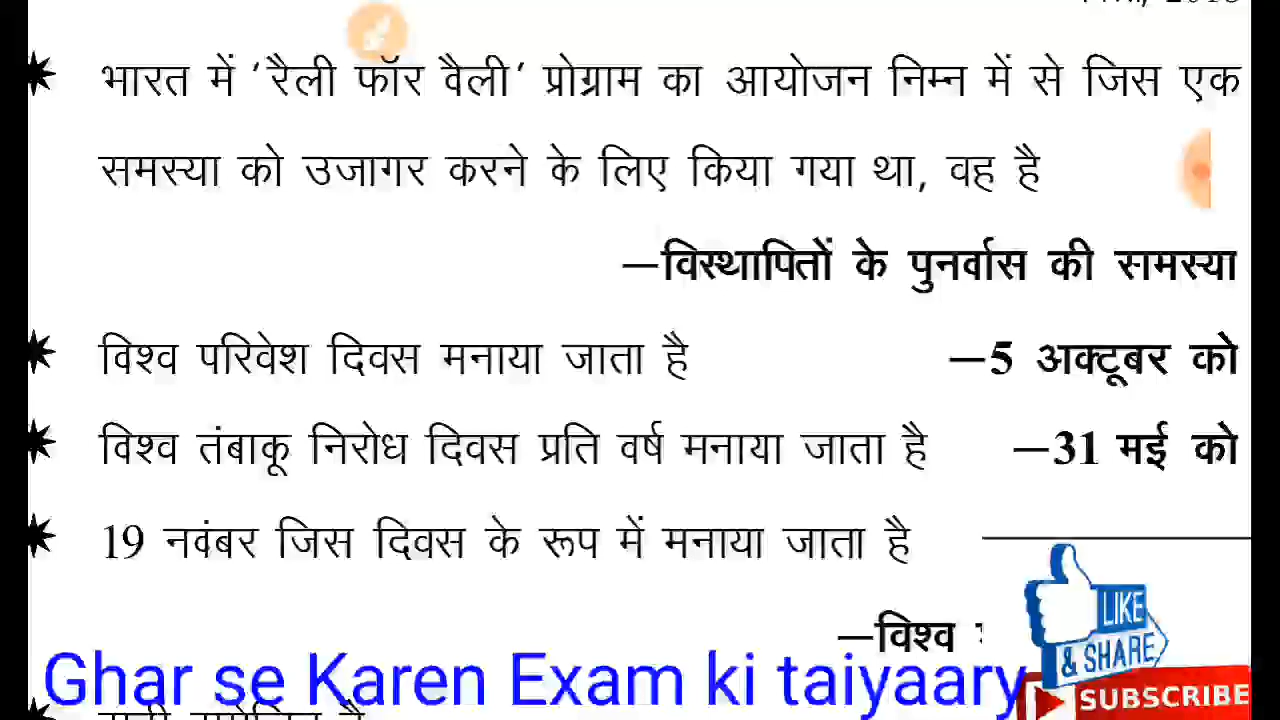 भारत में 'रैली फॉर वैली' प्रोग्राम का आयोजन निम्न में से जिस एक
समस्या को उजागर करने के लिए किया गया था, वह है
—विस्थापितों के पुनर्वास की समस्या
विश्व परिवेश दिवस मनाया जाता है —5 अक्टूबर को
विश्व तंबाकू निरोध दिवस प्रति वर्ष मनाया जाता है —31 मई को
19 नवंबर जिस दिवस के रूप में मनाया जाता है
—विश्व
LIKE
& SHARE
Ghar se Karen Exam ki taiyaary
SUBSCRIBE